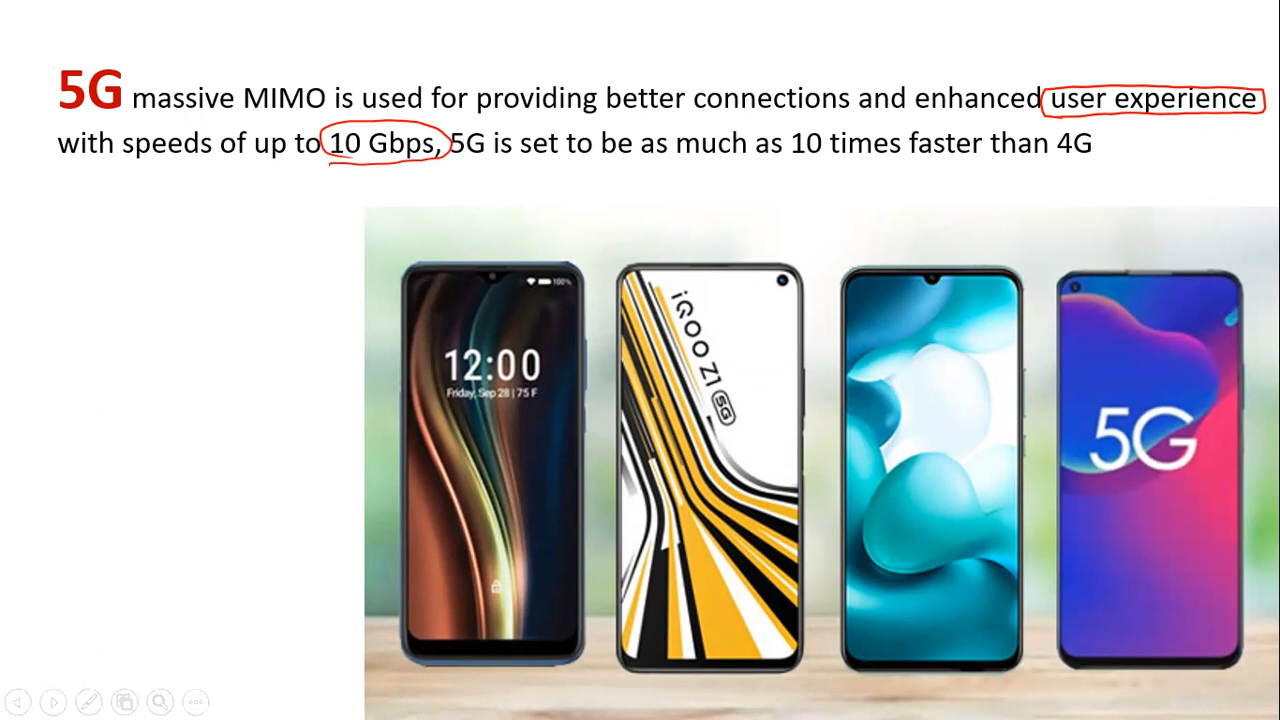 5G massive MIMO is used for providing better connections and enhanced user experience
with speeds of up to 10 Gbps, 5G is set to be as much as 10 times faster than 4G
100%
12:00
Friday, Sep 28 | 75 F
iQOO Z1 5G
5G